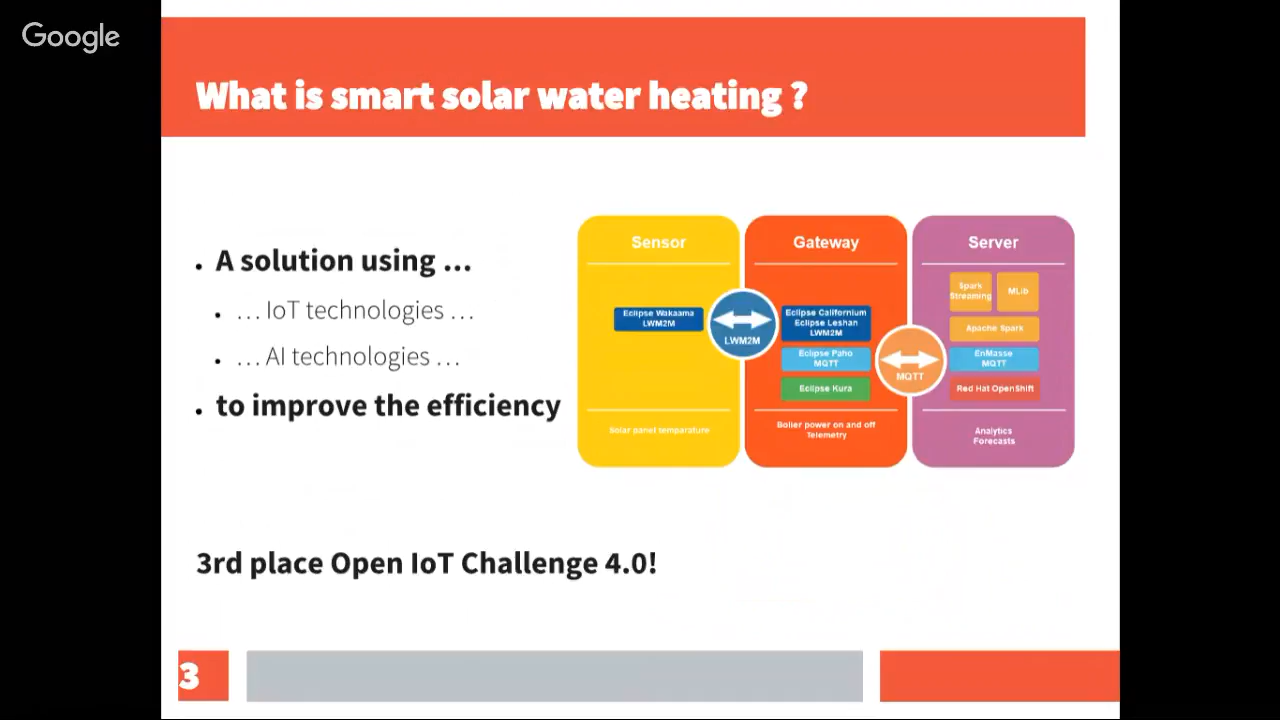 Google
What is smart solar water heating ?
A solution using ...
... IoT technologies ...
... AI technologies ...
to improve the efficiency
Sensor
Eclipse Wakaama
LWM2M
Solar panel temparature
LWM2M
Gateway
Eclipse Californium
Eclipse Leshan
LWM2M
Eclipse Paho
MQTT
Eclipse Kura
Boiler power on and off
Telemetry
MQTT
Server
Spark
Streaming
MLib
Apache Spark
EnMasse
MQTT
Red Hat OpenShift
Analytics
Forecasts
3rd place Open IoT Challenge 4.0!
3